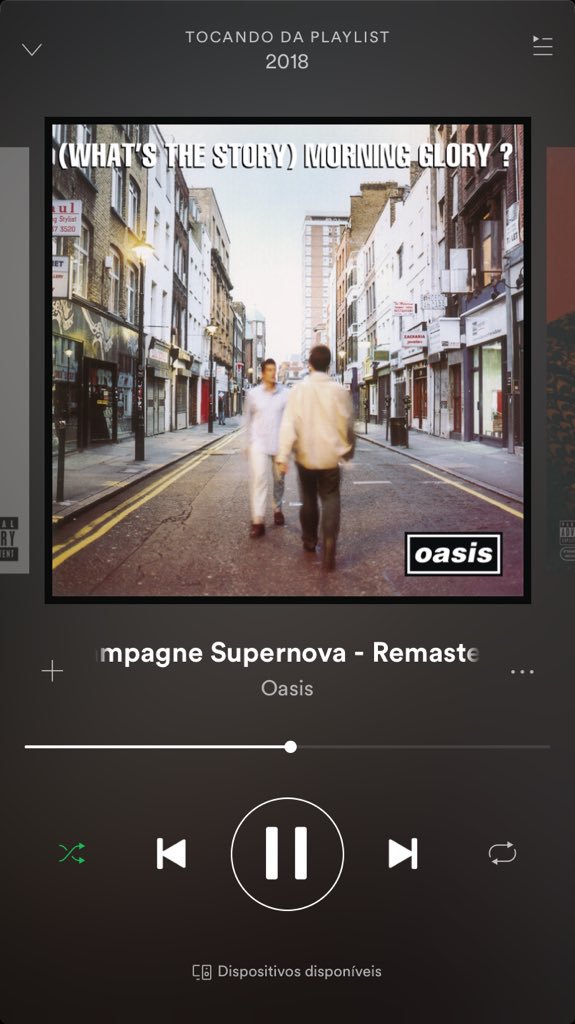 TOCANDO DA PLAYLIST
2018
(WHAT'S THE STORY) MORNING GLORY ?
oasis
mpagne Supernova - Remaste
Oasis
Dispositivos disponíveis